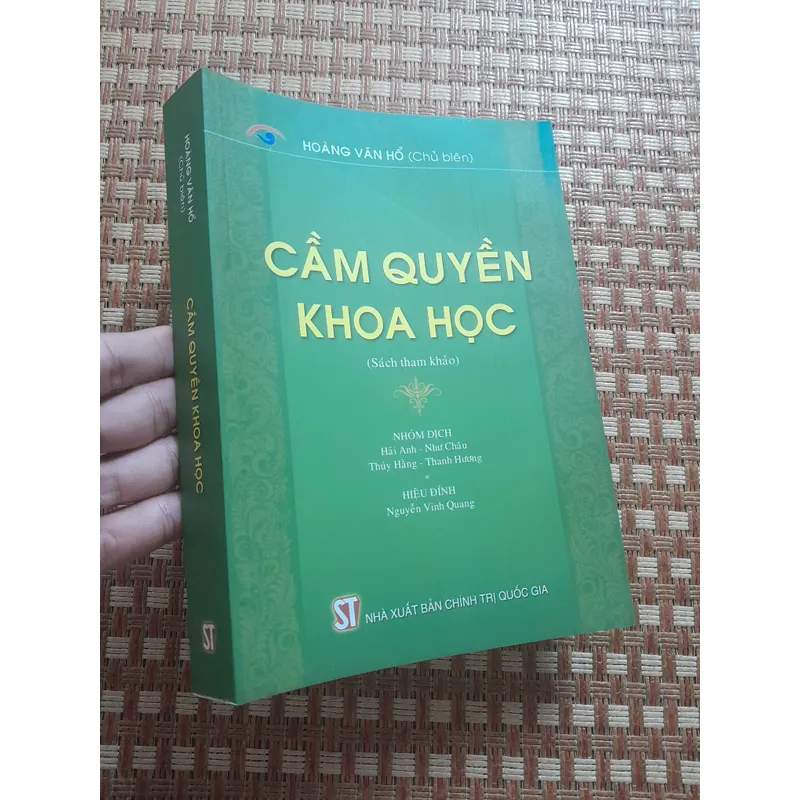 HOÀNG VĂN HỔ (Chủ biên)
CẦM QUYỀN
KHOA HỌC
(Sách tham khảo)
NHÓM DỊCH
Hải Anh - Như Châu
Thúy Hằng - Thanh Hương
*
HIỆU ĐÍNH
Nguyễn Vinh Quang
ST NHÀ XUẤT BẢN CHÍNH TRỊ QUỐC GIA
HOÀNG VĂN HỔ
(Chủ biên)
CẦM QUYỀN KHOA HỌC
ST